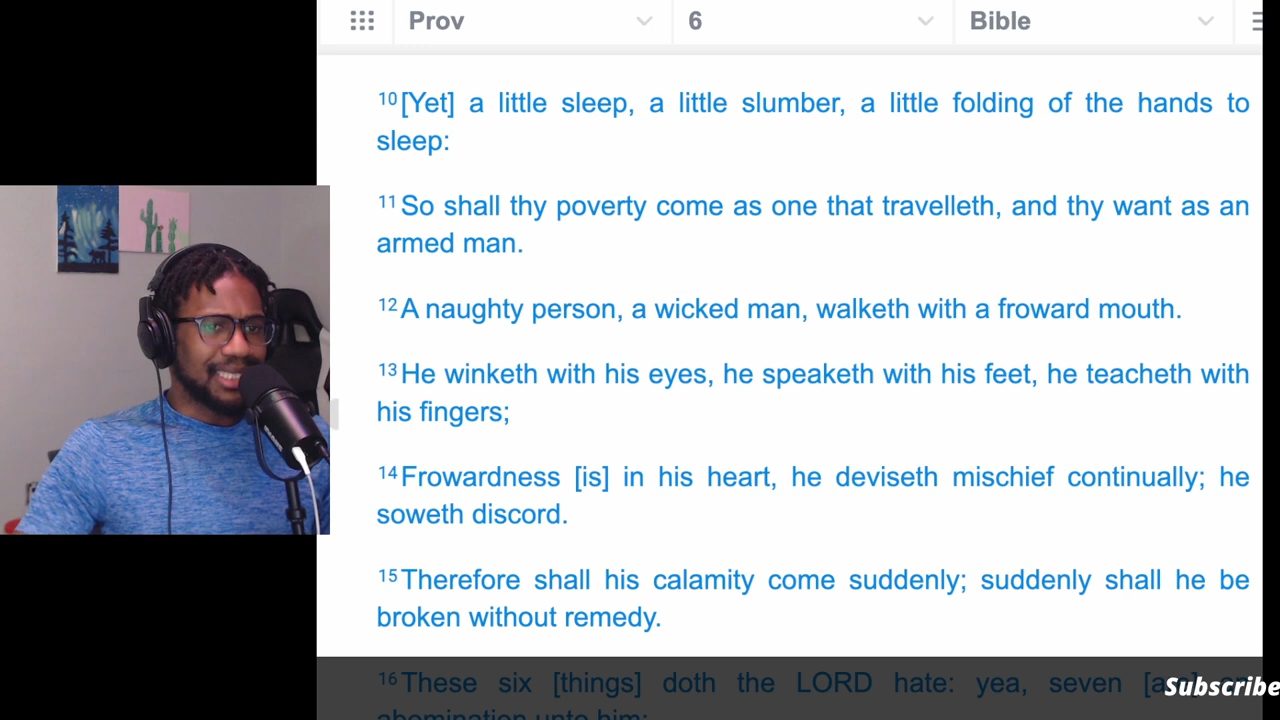 Prov 6 Bible
10[Yet] a little sleep, a little slumber, a little folding of the hands to
sleep:
11So shall thy poverty come as one that travelleth, and thy want as an
armed man.
12A naughty person, a wicked man, walketh with a froward mouth.
13He winketh with his eyes, he speaketh with his feet, he teacheth with
his fingers;
14Frowardness [is] in his heart, he deviseth mischief continually; he
soweth discord.
15Therefore shall his calamity come suddenly; suddenly shall he be
broken without remedy.
16These six [things] doth the LORD hate: yea, seven
Subscribe
abomination unto him: